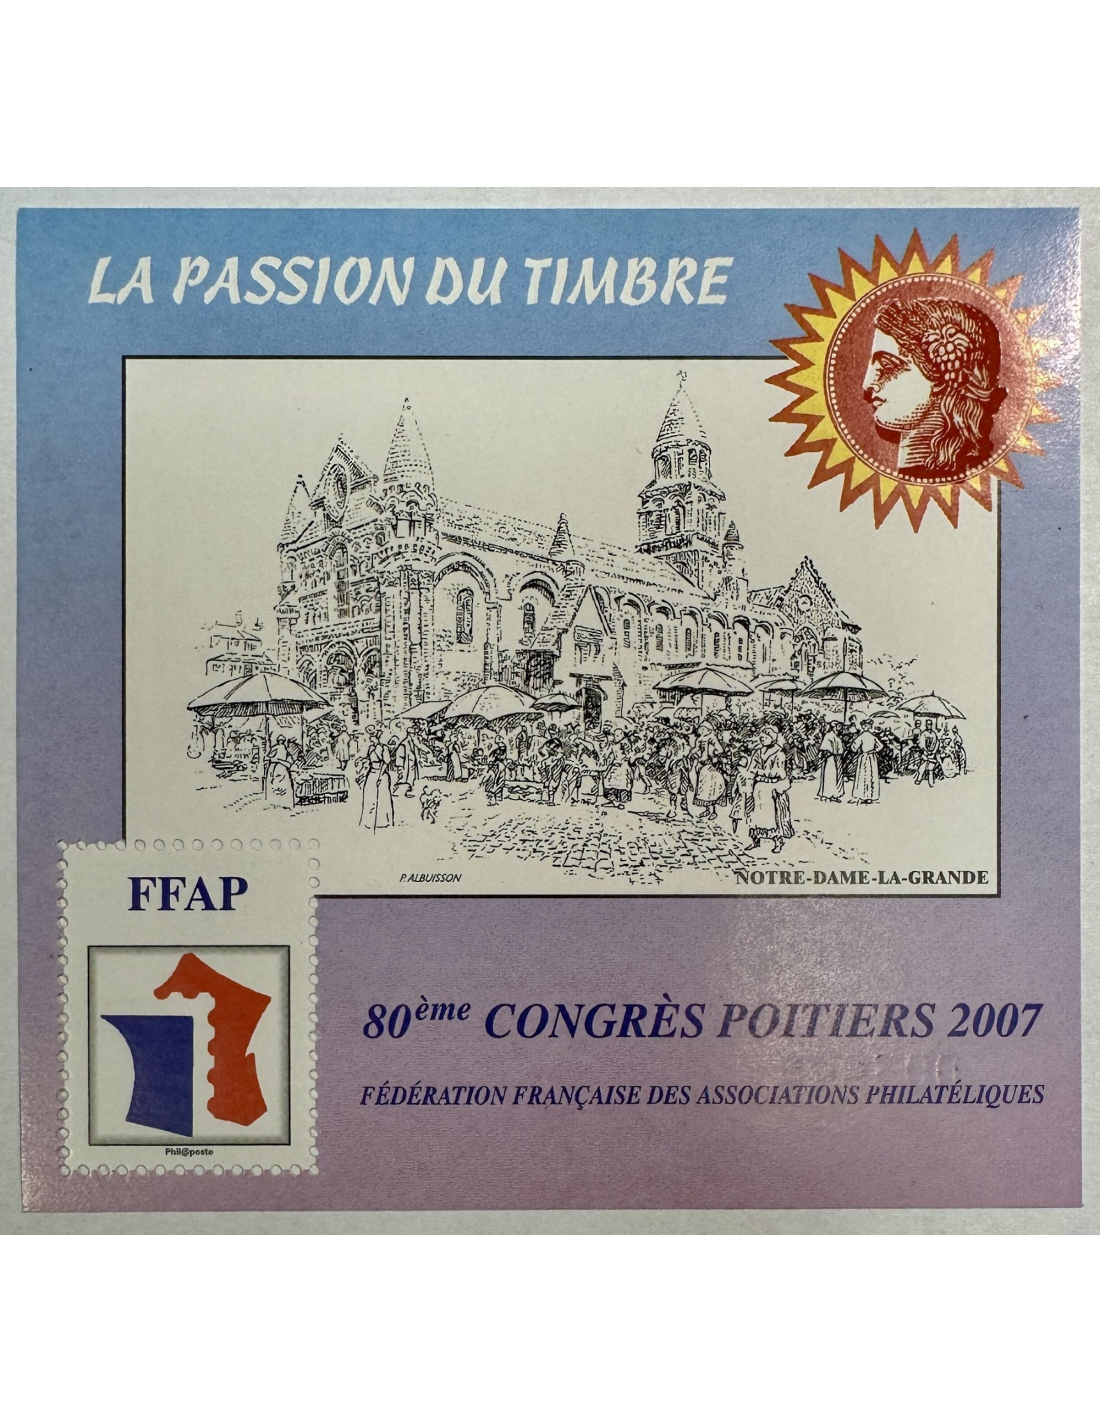 LA PASSION DU TIMBRE
P. ALBUISSON
NOTRE-DAME-LA-GRANDE
FFAP
Phil@poste
80ème CONGRÈS POITIERS 2007
FÉDÉRATION FRANÇAISE DES ASSOCIATIONS PHILATÉLIQUES